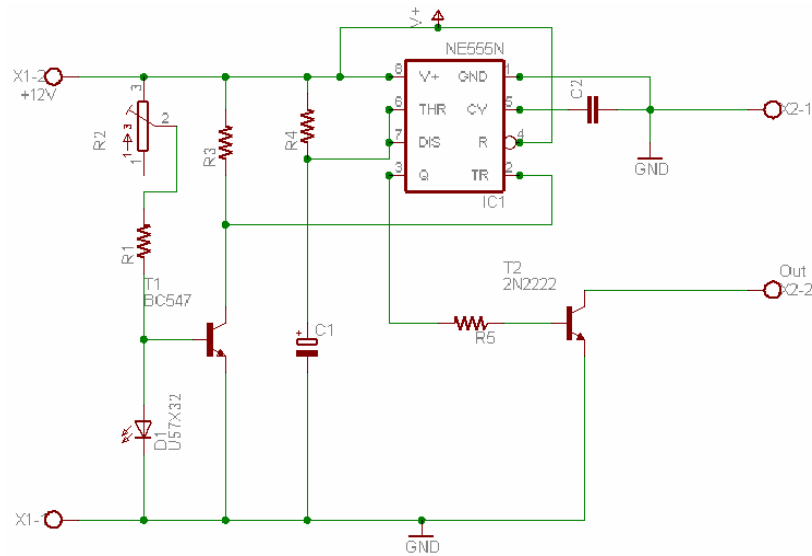 V+
NE555N
X1-2
+12V
3
2
1
1 3
R2
R3
R4
8 V+ GND 1
6 THR CV 5
7 DIS R 4
3 Q TR 2
IC1
C2
X2-1
GND
R1
T1
BC547
C1
+
R5
T2
2N2222
Out
X2-2
D1
U57X32
X1-1
GND